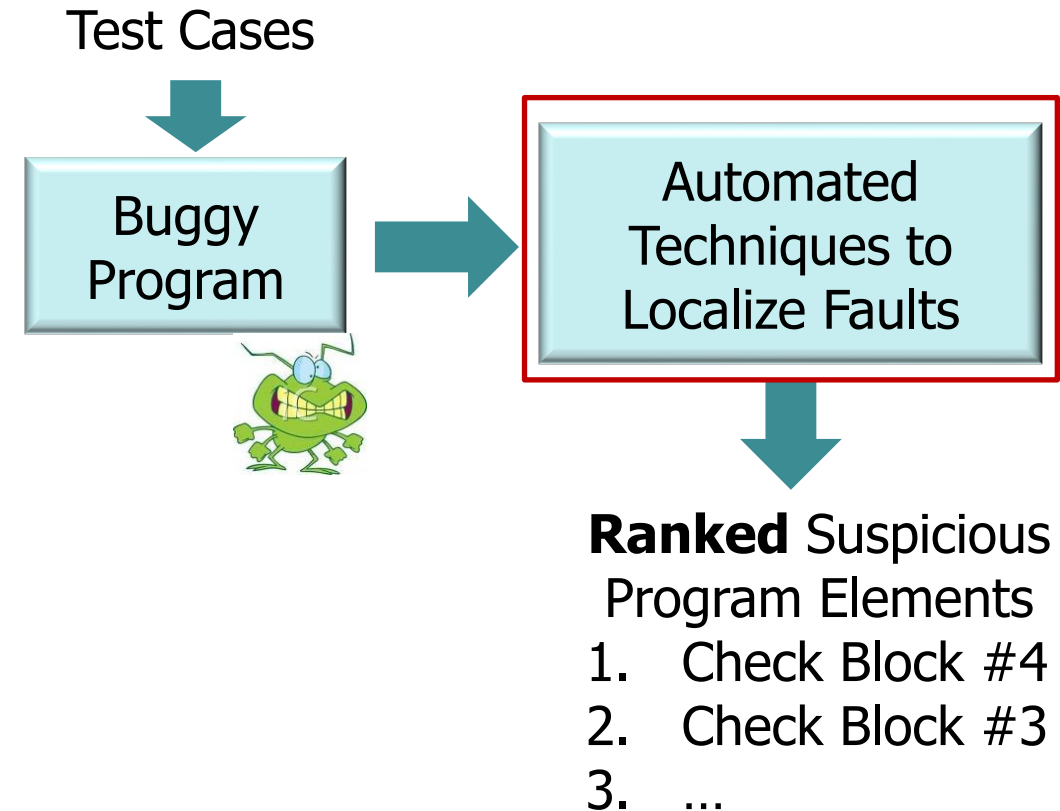 Test Cases
Buggy
Program
Automated
Techniques to
Localize Faults
Ranked Suspicious
Program Elements
1. Check Block #4
2. Check Block #3
3. …